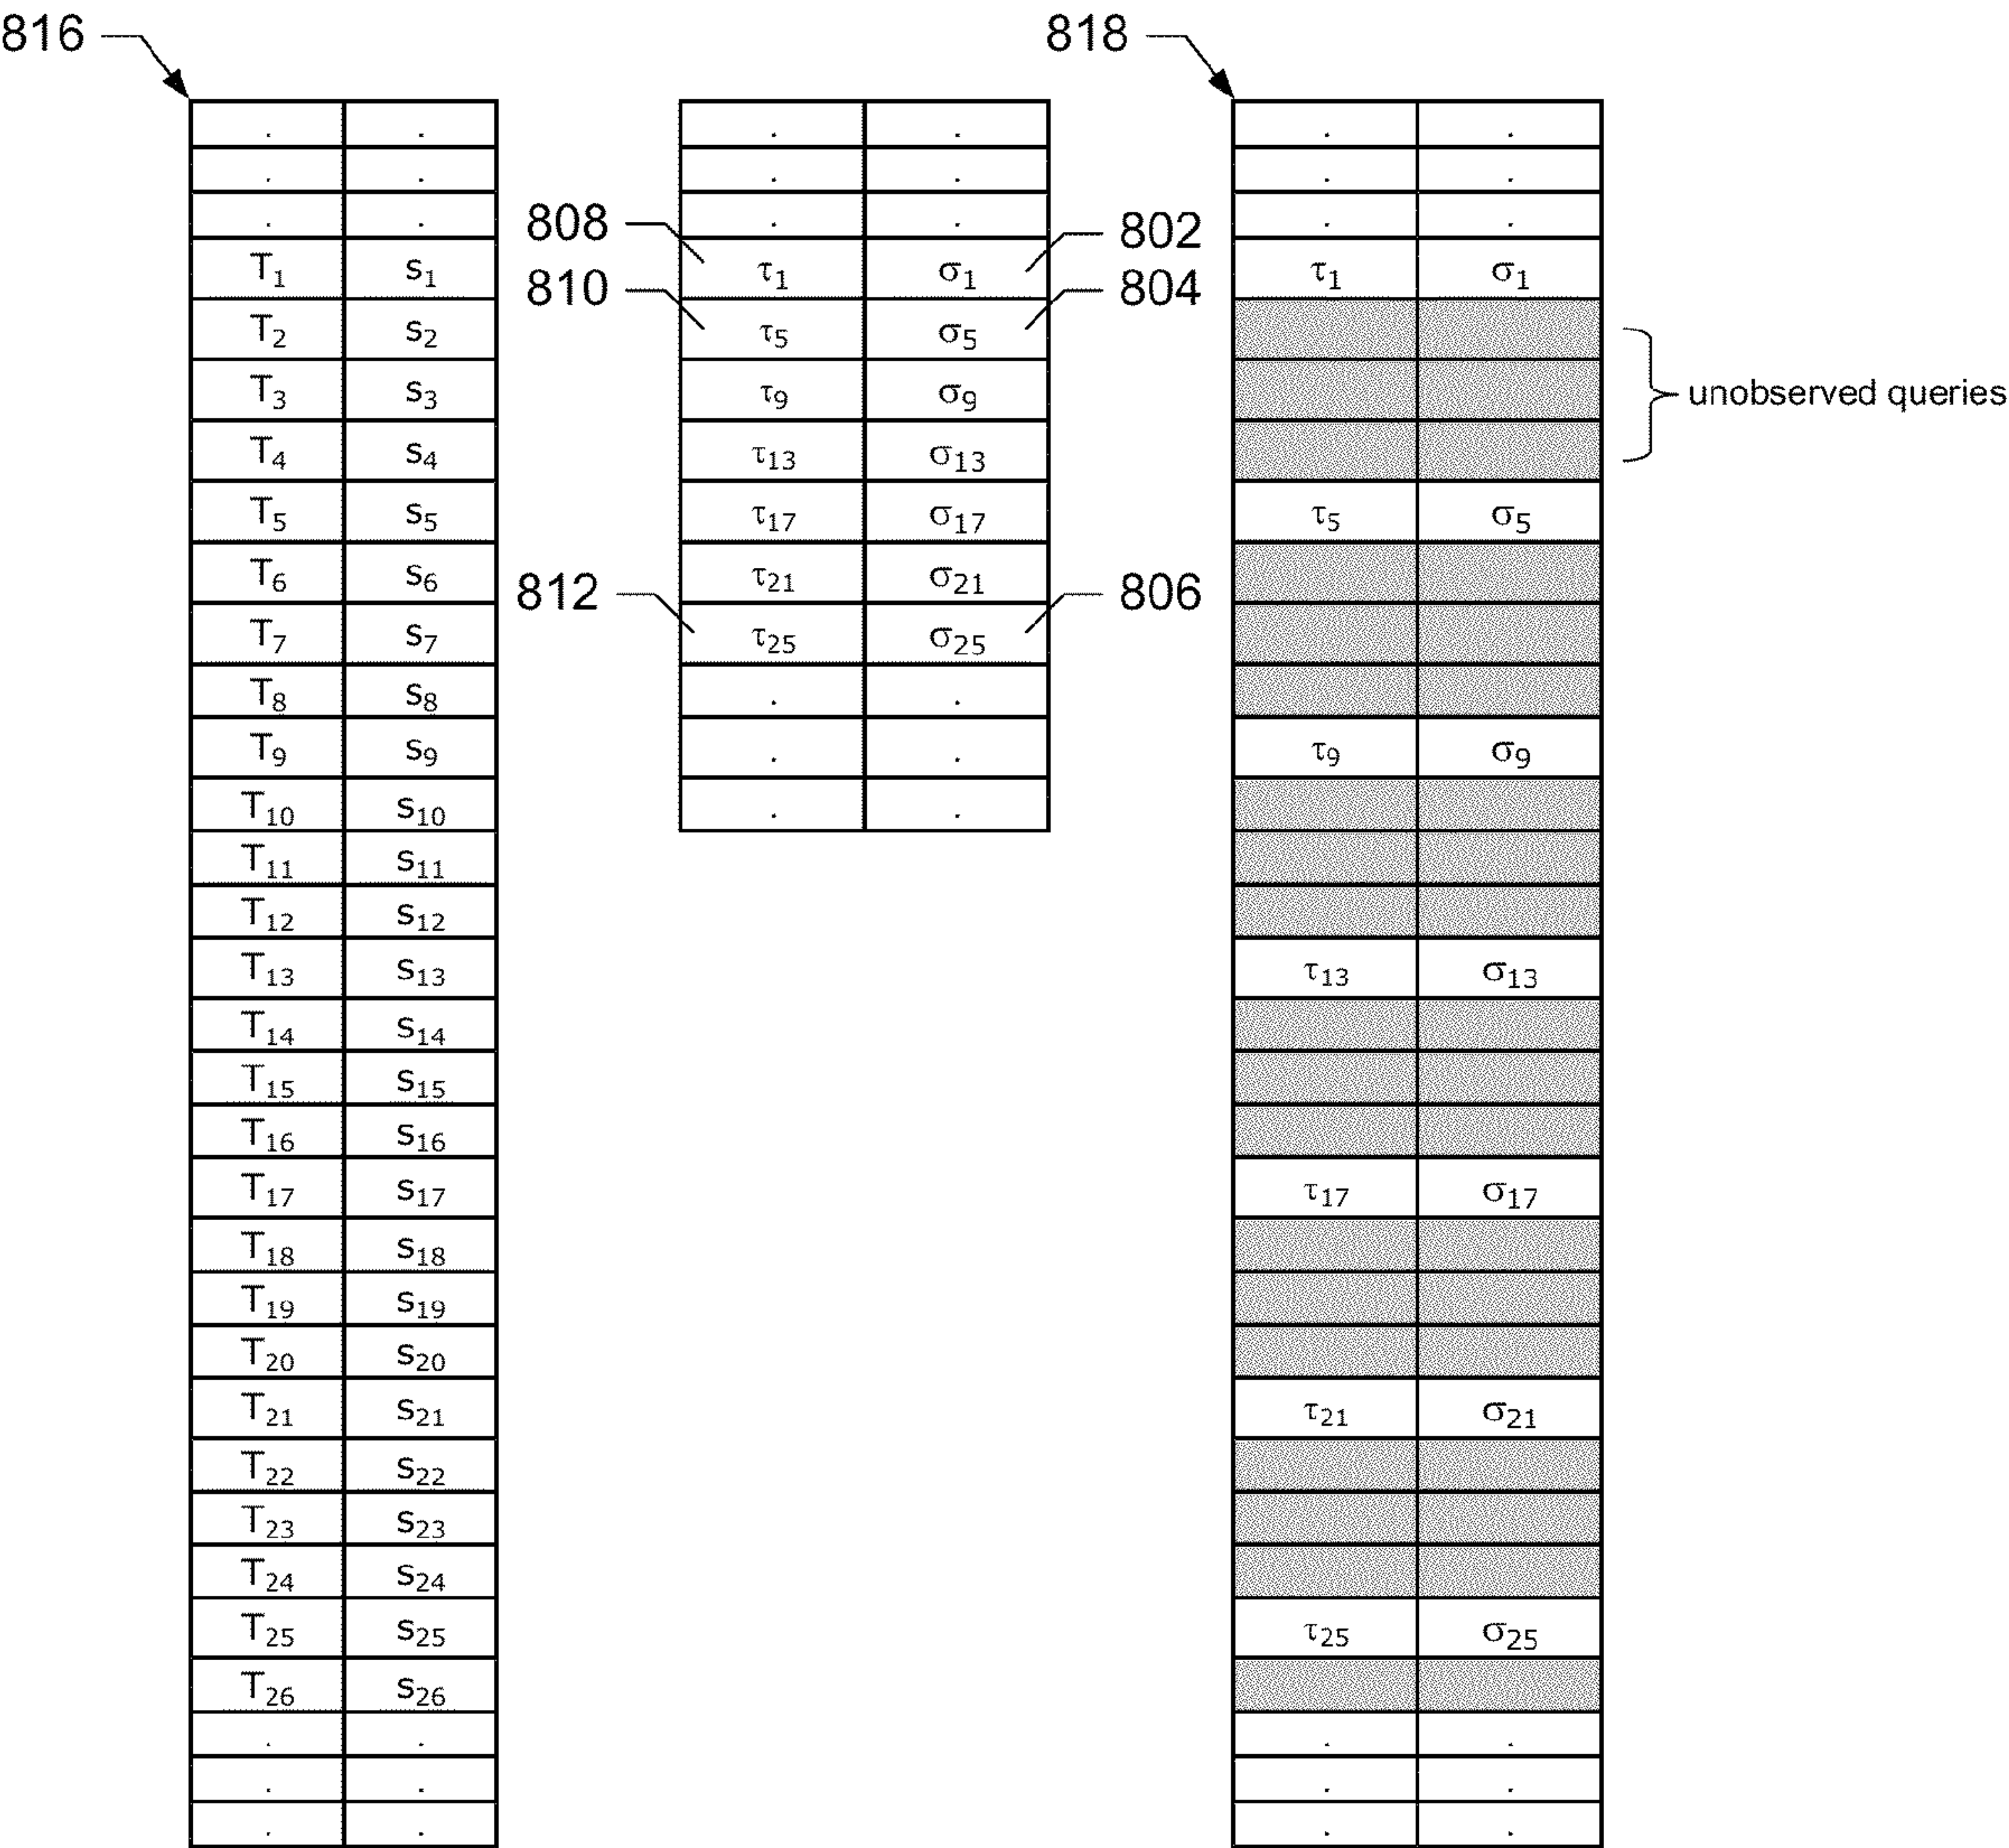 816
818
. . . . . .
. . . . . .
. . . . . .
808 802
T₁ s₁ τ₁ σ₁ τ₁ σ₁
810 804
T₂ s₂ τ₅ σ₅
T₃ s₃ τ₉ σ₉ unobserved queries
T₄ s₄ τ₁₃ σ₁₃
T₅ s₅ τ₁₇ σ₁₇ τ₅ σ₅
T₆ s₆ τ₂₁ σ₂₁
812 806
T₇ s₇ τ₂₅ σ₂₅
T₈ s₈ . .
T₉ s₉ . . τ₉ σ₉
T₁₀ s₁₀ . .
T₁₁ s₁₁
T₁₂ s₁₂
T₁₃ s₁₃ τ₁₃ σ₁₃
T₁₄ s₁₄
T₁₅ s₁₅
T₁₆ s₁₆
T₁₇ s₁₇ τ₁₇ σ₁₇
T₁₈ s₁₈
T₁₉ s₁₉
T₂₀ s₂₀
T₂₁ s₂₁ τ₂₁ σ₂₁
T₂₂ s₂₂
T₂₃ s₂₃
T₂₄ s₂₄
T₂₅ s₂₅ τ₂₅ σ₂₅
T₂₆ s₂₆
. . . .
. . . .
. . . .